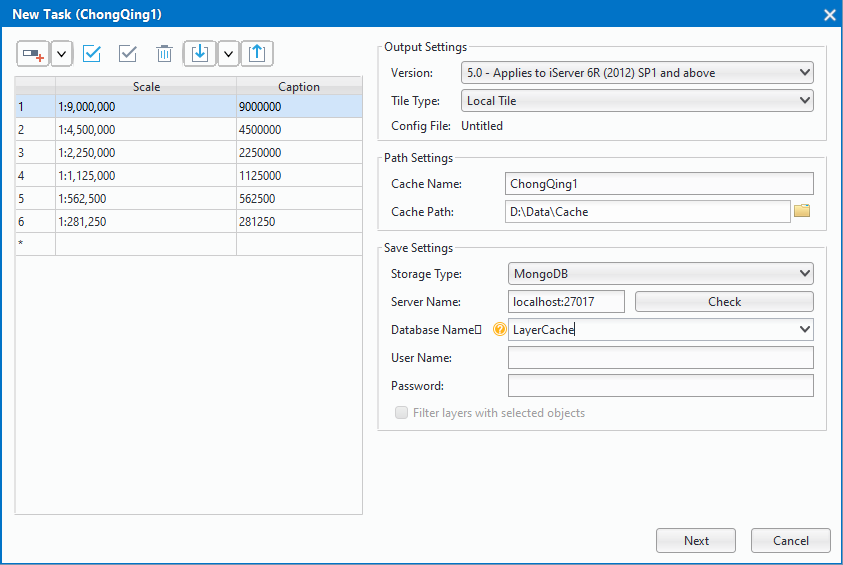 New Task (ChongQing1)
Scale Caption
1 1:9,000,000 9000000
2 1:4,500,000 4500000
3 1:2,250,000 2250000
4 1:1,125,000 1125000
5 1:562,500 562500
6 1:281,250 281250
*
Output Settings
Version: 5.0 - Applies to iServer 6R (2012) SP1 and above
Tile Type: Local Tile
Config File: Untitled
Path Settings
Cache Name: ChongQing1
Cache Path: D:\Data\Cache
Save Settings
Storage Type: MongoDB
Server Name: localhost:27017 Check
Database Name▯ ? LayerCache
User Name:
Password:
Filter layers with selected objects
Next Cancel